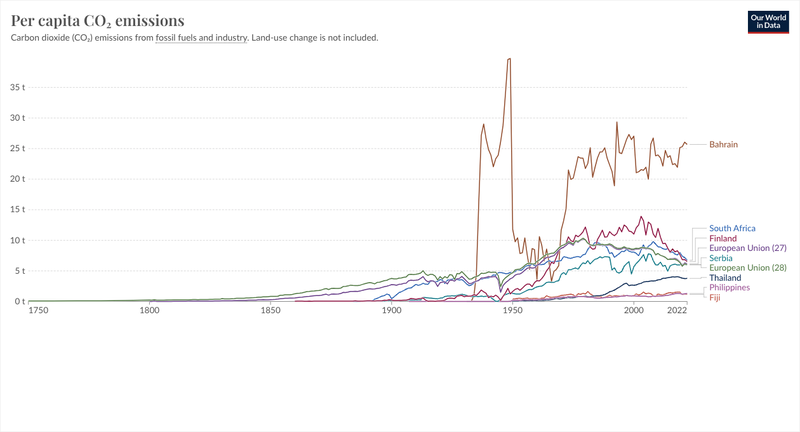 Per capita CO₂ emissions
Carbon dioxide (CO₂) emissions from fossil fuels and industry. Land-use change is not included.
Our World
in Data
35 t
30 t
25 t
20 t
15 t
10 t
5 t
0 t
1750
1800
1850
1900
1950
2000
2022
Bahrain
South Africa
Finland
European Union (27)
Serbia
European Union (28)
Thailand
Philippines
Fiji